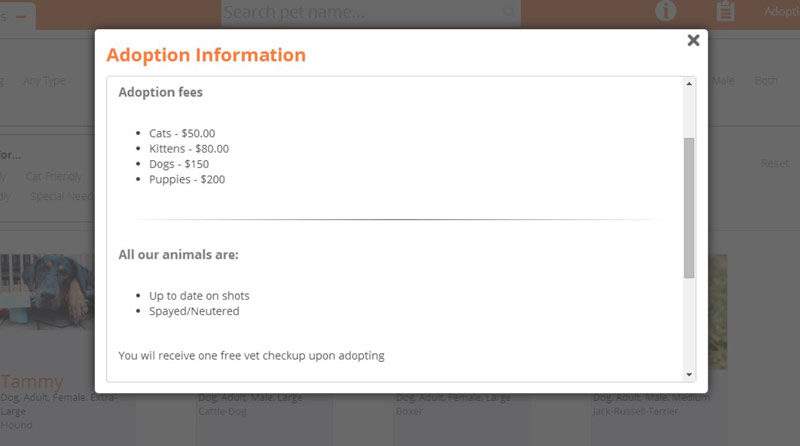 Search pet name...
Adopti
Adoption Information
Adoption fees
Cats - $50.00
Kittens - $80.00
Dogs - $150
Puppies - $200
All our animals are:
Up to date on shots
Spayed/Neutered
You wil receive one free vet checkup upon adopting
Any Type
Male
Both
or...
Cat Friendly
Reset
Special Need
Tammy
Dog, Adult, Female, Extra-
Large
Hound
Dog, Adult, Male, Large
Cattle-Dog
Dog, Adult, Female, Large
Boxer
Dog, Adult, Male, Medium
Jack-Russell-Terrier